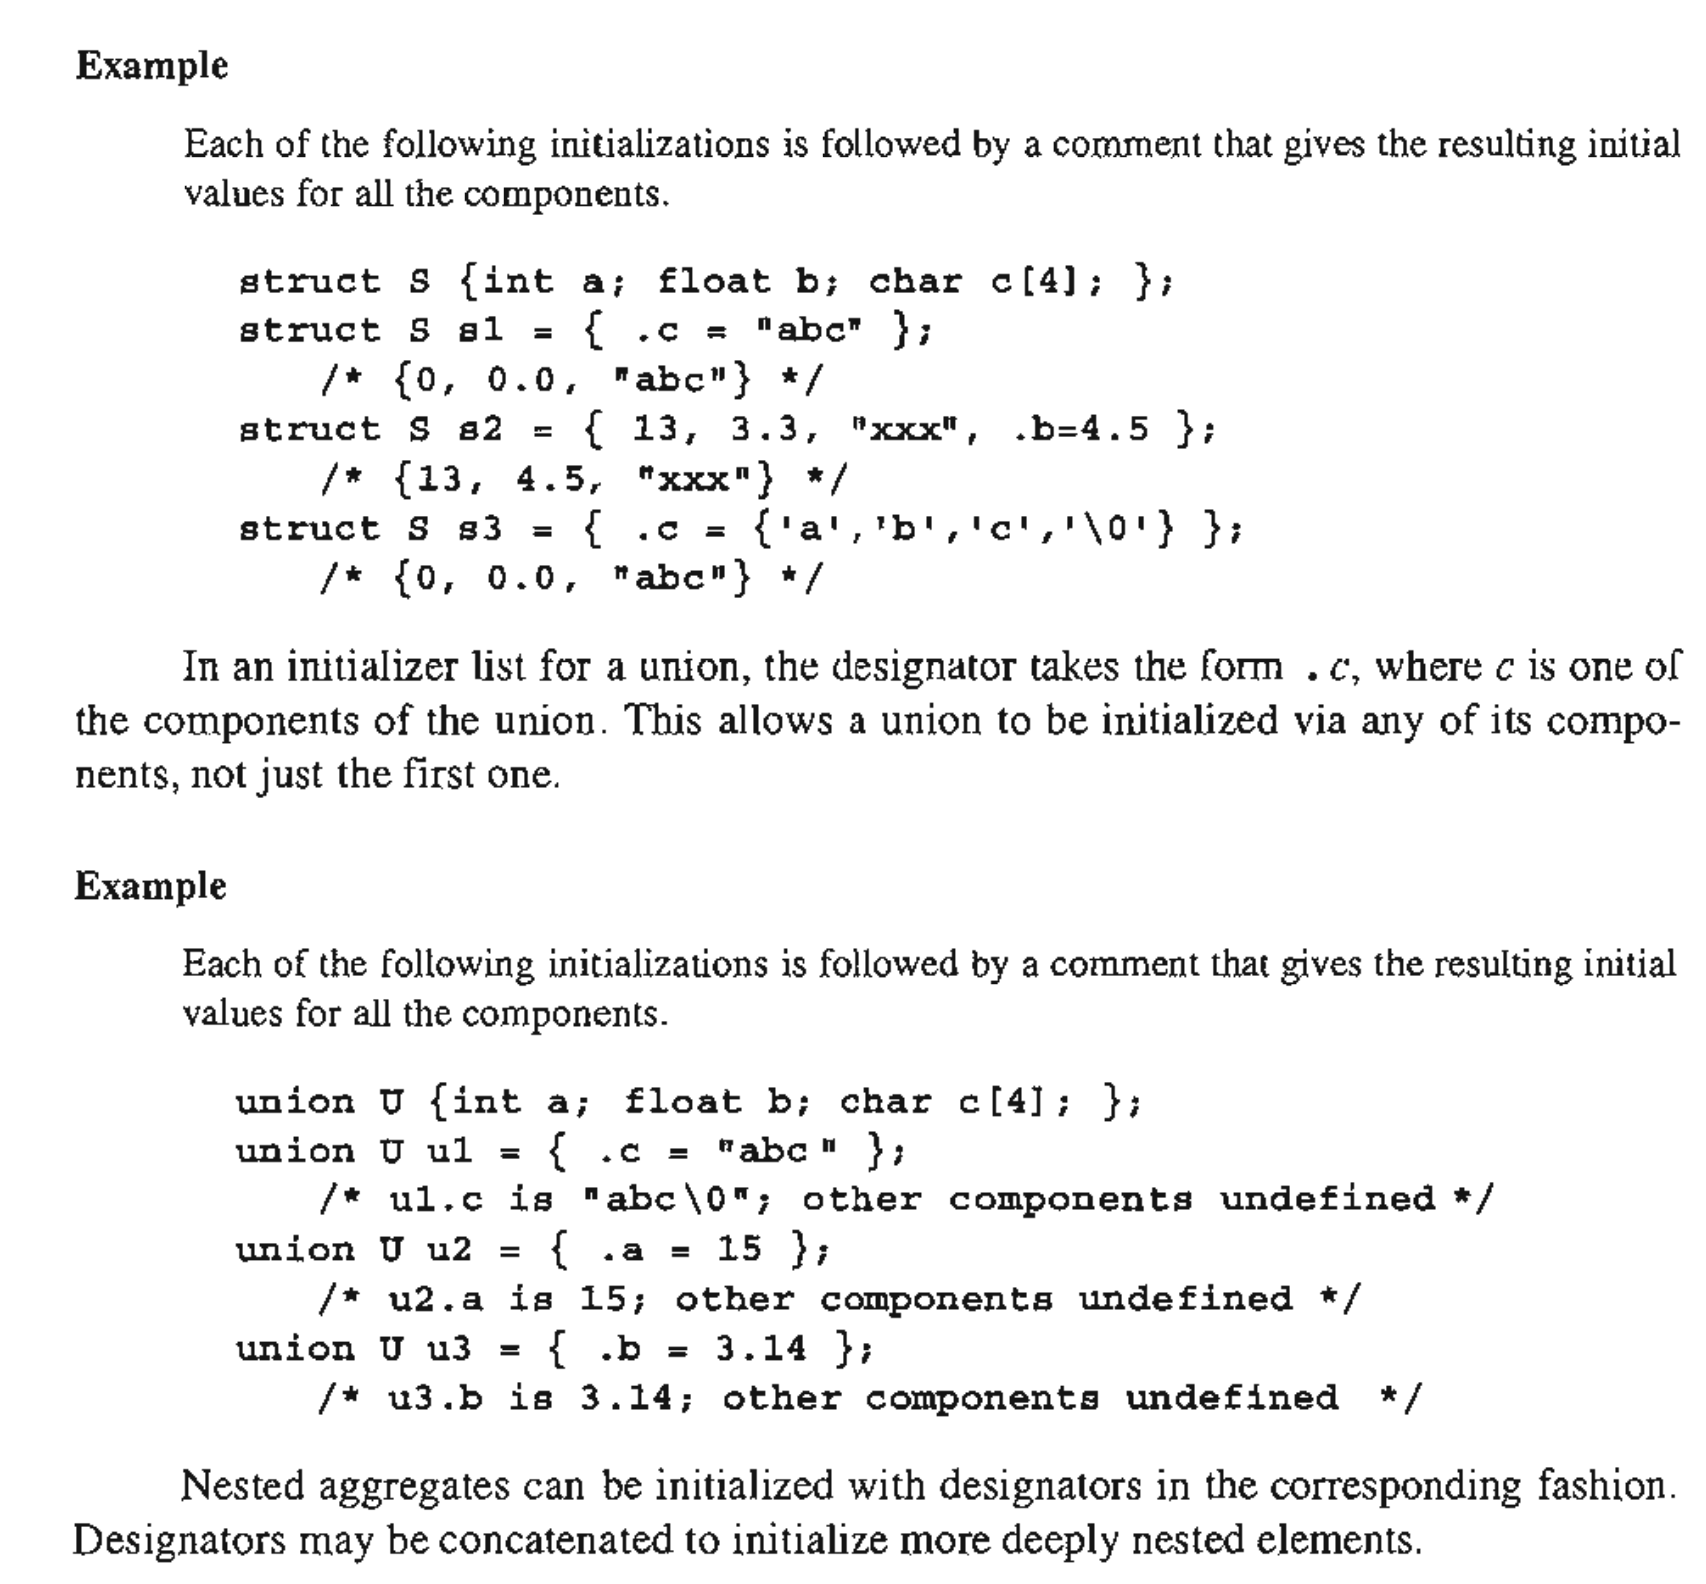 Example
Each of the following initializations is followed by a comment that gives the resulting initial
values for all the components.
struct S {int a; float b; char c[4]; };
struct S s1 = { .c = "abc" };
/* {0, 0.0, "abc"} */
struct S s2 = { 13, 3.3, "xxx", .b=4.5 };
/* {13, 4.5, "xxx"} */
struct S s3 = { .c = {'a','b','c','\0'} };
/* {0, 0.0, "abc"} */
In an initializer list for a union, the designator takes the form .c, where c is one of
the components of the union. This allows a union to be initialized via any of its compo-
nents, not just the first one.
Example
Each of the following initializations is followed by a comment that gives the resulting initial
values for all the components.
union U {int a; float b; char c[4]; };
union U u1 = { .c = "abc" };
/* u1.c is "abc\0"; other components undefined */
union U u2 = { .a = 15 };
/* u2.a is 15; other components undefined */
union U u3 = { .b = 3.14 };
/* u3.b is 3.14; other components undefined */
Nested aggregates can be initialized with designators in the corresponding fashion.
Designators may be concatenated to initialize more deeply nested elements.